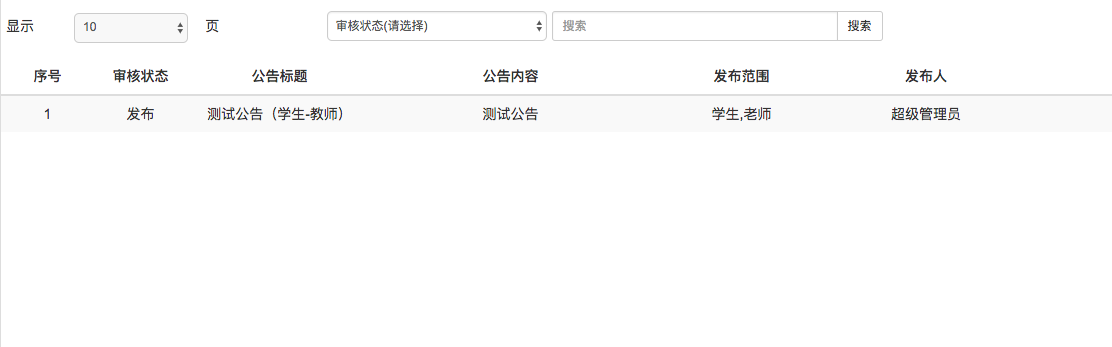 显示 10 页 审核状态(请选择) 搜索 搜索
序号 审核状态 公告标题 公告内容 发布范围 发布人
1 发布 测试公告（学生-教师） 测试公告 学生,老师 超级管理员